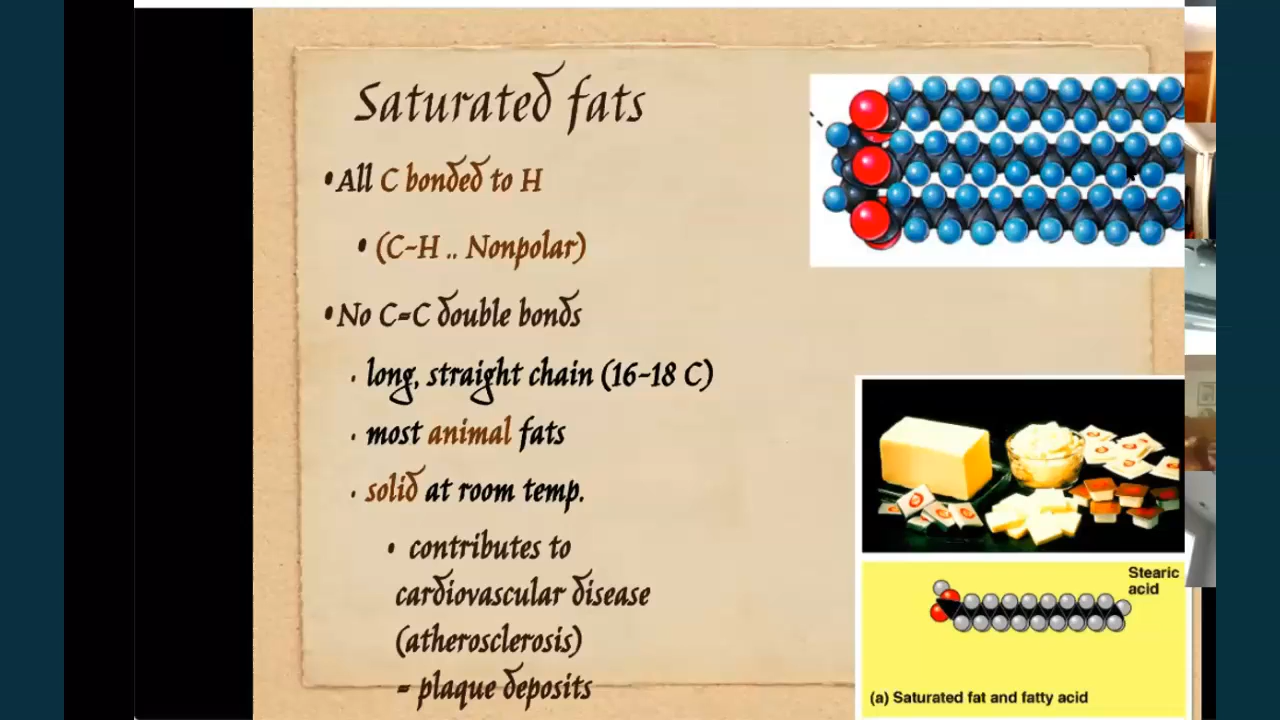 Saturated fats
•All C bonded to H
• (C-H .. Nonpolar)
•No C=C double bonds
· long, straight chain (16-18 C)
· most animal fats
· solid at room temp.
• contributes to
cardiovascular disease
(atherosclerosis)
= plaque deposits
Stearic
acid
(a) Saturated fat and fatty acid